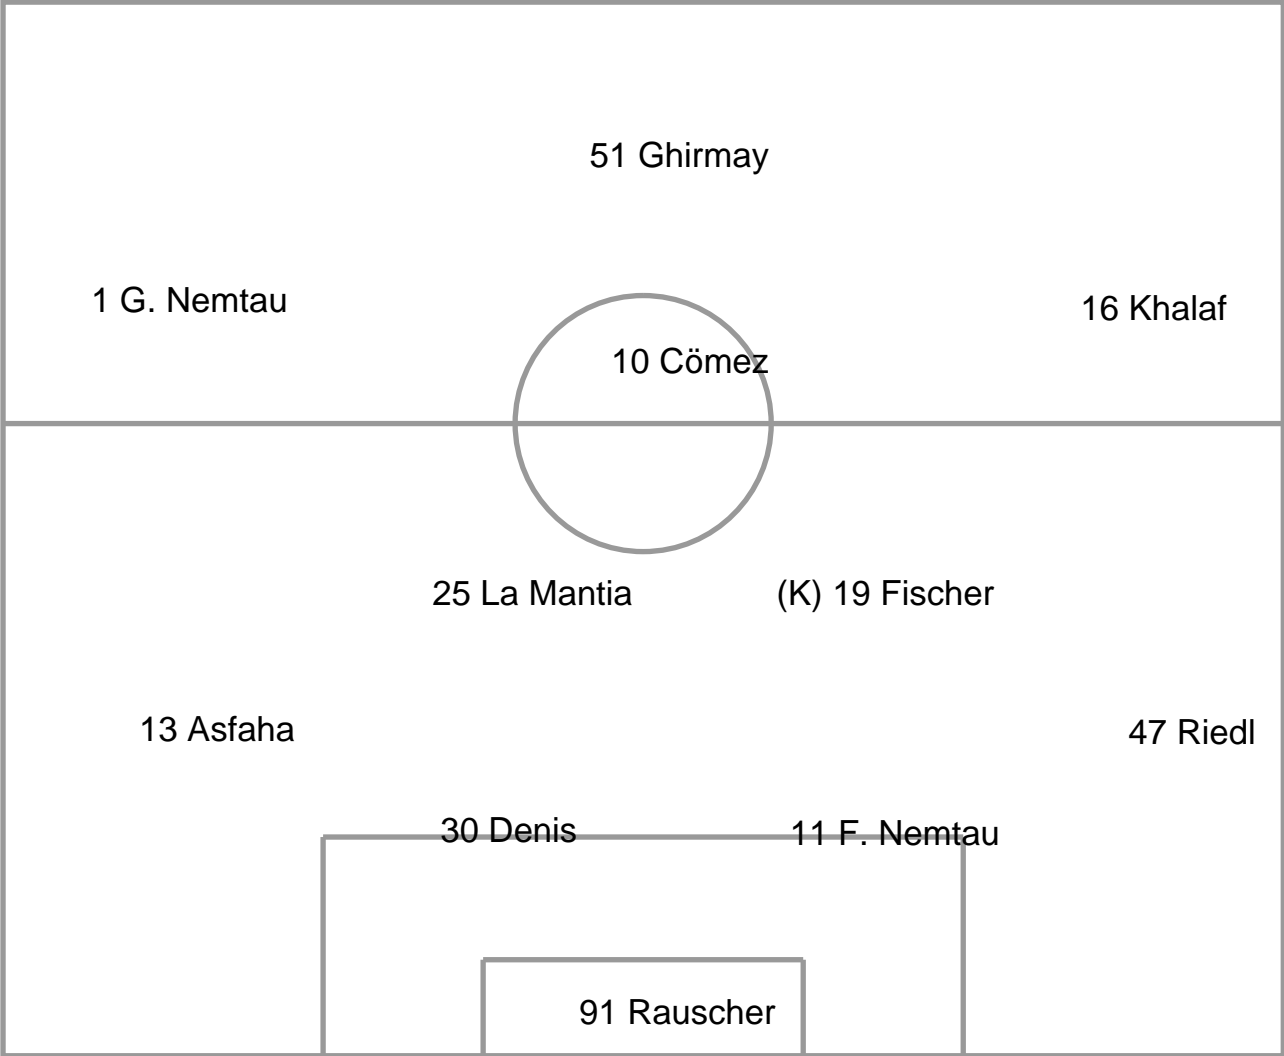 51 Ghirmay
1 G. Nemtau
16 Khalaf
10 Cömez
25 La Mantia
(K) 19 Fischer
13 Asfaha
47 Riedl
30 Denis
11 F. Nemtau
91 Rauscher